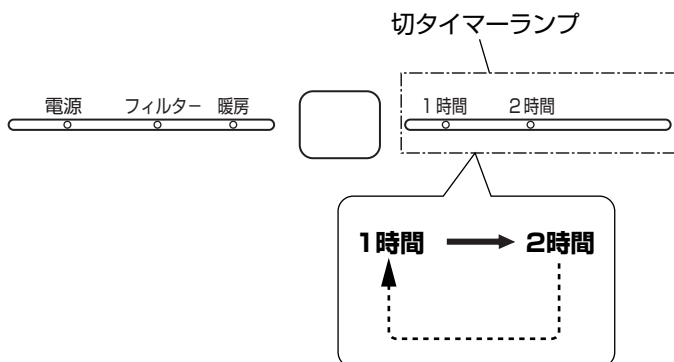 切タイマーランプ
電源 フィルター 暖房 1時間 2時間
1時間 2時間